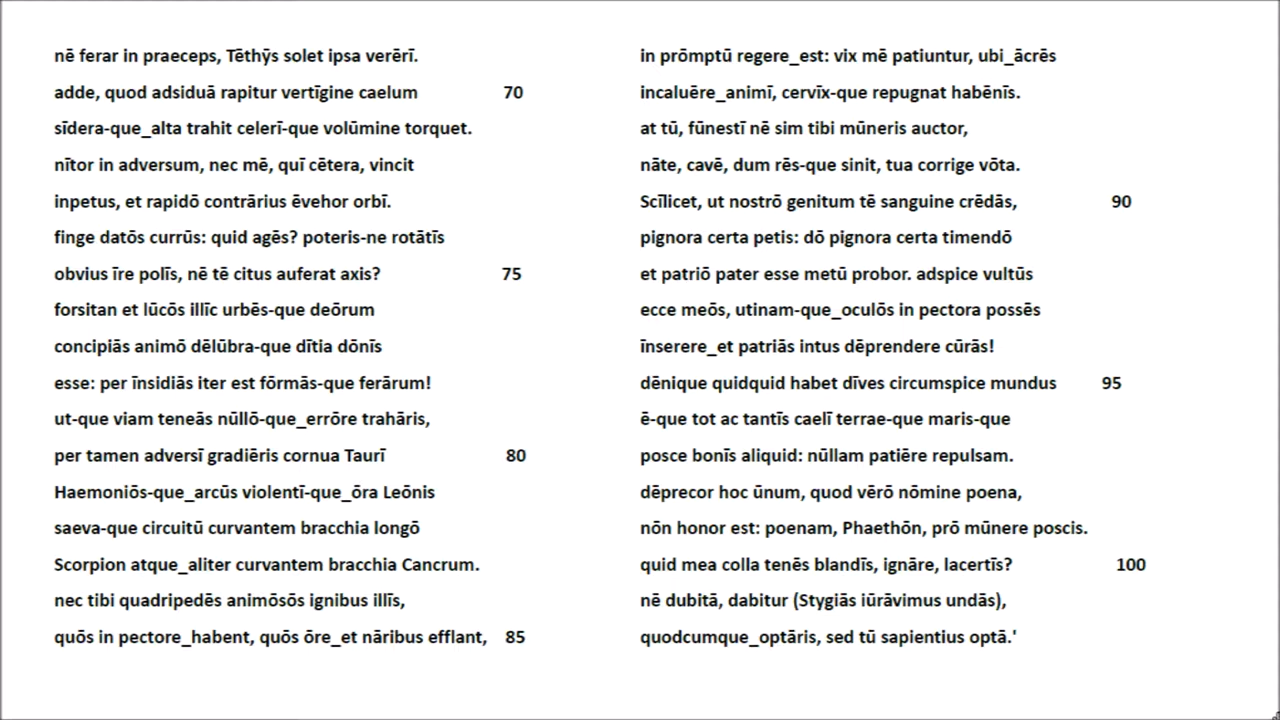 nē ferar in praeceps, Tēthȳs solet ipsa verērī.
adde, quod adsiduā rapitur vertīgine caelum 70
sīdera-que_alta trahit celerī-que volūmine torquet.
nītor in adversum, nec mē, quī cētera, vincit
inpetus, et rapidō contrārius ēvehor orbī.
finge datōs currūs: quid agēs? poteris-ne rotātīs
obvius īre polīs, nē tē citus auferat axis? 75
forsitan et lūcōs illīc urbēs-que deōrum
concipiās animō dēlūbra-que dītia dōnīs
esse: per īnsidiās iter est fōrmās-que ferārum!
ut-que viam teneās nūllō-que_errōre trahāris,
per tamen adversī gradiēris cornua Taurī 80
Haemoniōs-que_arcūs violentī-que_ōra Leōnis
saeva-que circuitū curvantem bracchia longō
Scorpion atque_aliter curvantem bracchia Cancrum.
nec tibi quadripedēs animōsōs ignibus illīs,
quōs in pectore_habent, quōs ōre_et nāribus efflant, 85
in prōmptū regere_est: vix mē patiuntur, ubi_ācrēs
incaluēre_animī, cervīx-que repugnat habēnīs.
at tū, fūnestī nē sim tibi mūneris auctor,
nāte, cavē, dum rēs-que sinit, tua corrige vōta.
Scīlicet, ut nostrō genitum tē sanguine crēdās, 90
pignora certa petis: dō pignora certa timendō
et patriō pater esse metū probor. adspice vultūs
ecce meōs, utinam-que_oculōs in pectora possēs
īnserere_et patriās intus dēprendere cūrās!
dēnique quidquid habet dīves circumspice mundus 95
ē-que tot ac tantīs caelī terrae-que maris-que
posce bonīs aliquid: nūllam patiēre repulsam.
dēprecor hoc ūnum, quod vērō nōmine poena,
nōn honor est: poenam, Phaethōn, prō mūnere poscis.
quid mea colla tenēs blandīs, ignāre, lacertīs? 100
nē dubitā, dabitur (Stygiās iūrāvimus undās),
quodcumque_optāris, sed tū sapientius optā.'